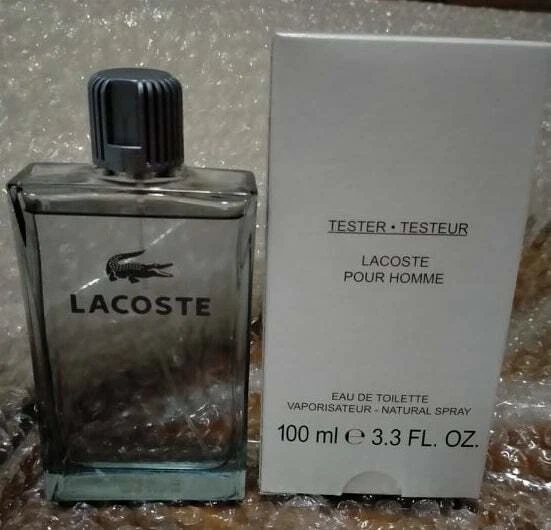 LACOSTE
TESTER • TESTEUR
LACOSTE
POUR HOMME
EAU DE TOILETTE
VAPORISATEUR - NATURAL SPRAY
100 ml ℮ 3.3 FL. OZ.